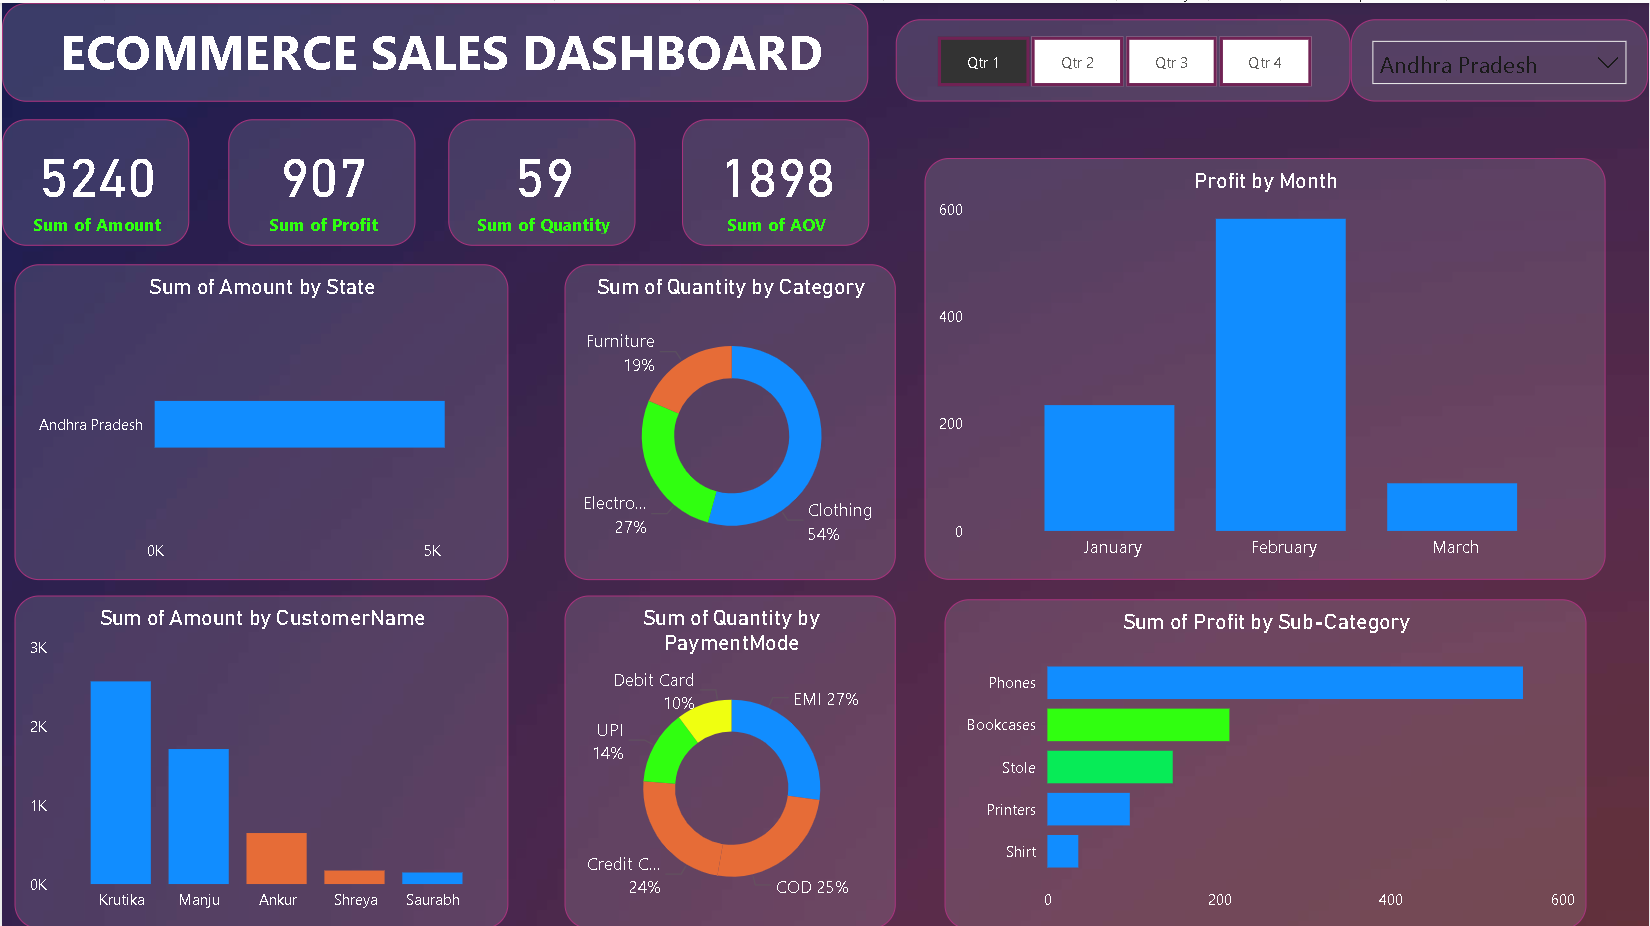 ECOMMERCE SALES DASHBOARD
Qtr 1
Qtr 2
Qtr 3
Qtr 4
Andhra Pradesh
5240
Sum of Amount
907
Sum of Profit
59
Sum of Quantity
1898
Sum of AOV
Profit by Month
600
400
200
0
January
February
March
Sum of Amount by State
Andhra Pradesh
0K
5K
Sum of Quantity by Category
Furniture
19%
Electro...
27%
Clothing
54%
Sum of Amount by CustomerName
3K
2K
1K
0K
Krutika
Manju
Ankur
Shreya
Saurabh
Sum of Quantity by
PaymentMode
Debit Card
10%
EMI 27%
UPI
14%
Credit C...
24%
COD 25%
Sum of Profit by Sub-Category
Phones
Bookcases
Stole
Printers
Shirt
0
200
400
600